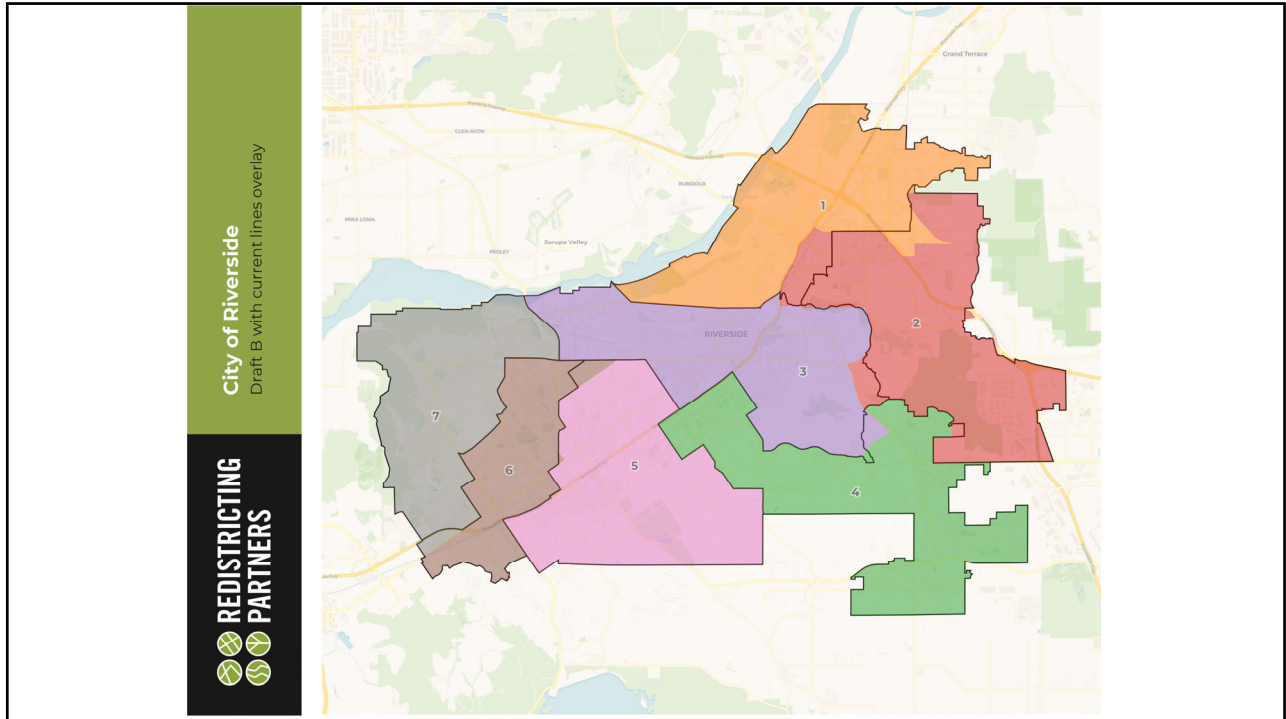 City of Riverside
Draft B with current lines overlay
REDISTRICTING
PARTNERS
Grand Terrace
GLEN AVON
RUBIDOUX
MIRA LOMA
Jurupa Valley
PEDLEY
RIVERSIDE
1
2
3
7
5
6
4